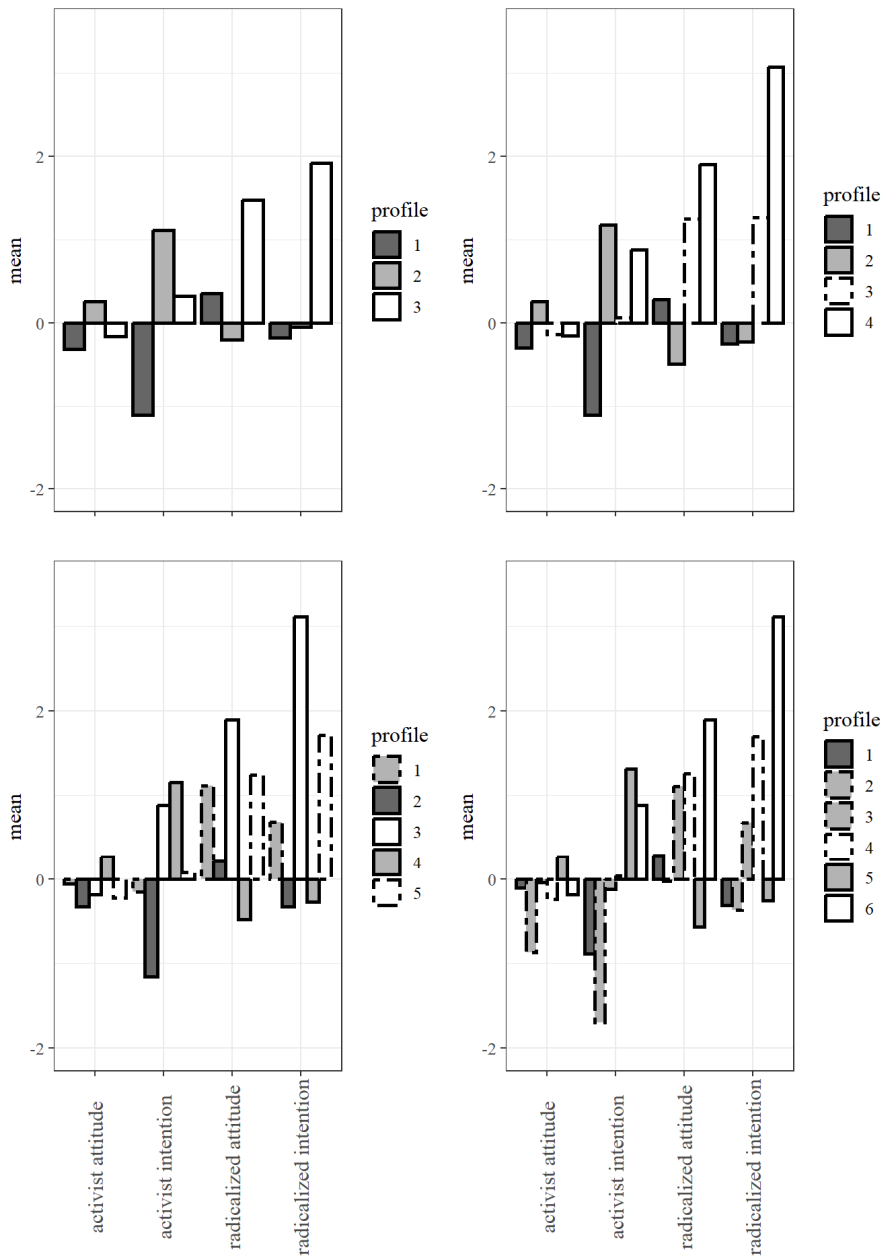 mean
2
0
-2
profile
1
2
3
mean
2
0
-2
profile
1
2
3
4
mean
2
0
-2
activist attitude
activist intention
radicalized attitude
radicalized intention
profile
1
2
3
4
5
mean
2
0
-2
activist attitude
activist intention
radicalized attitude
radicalized intention
profile
1
2
3
4
5
6